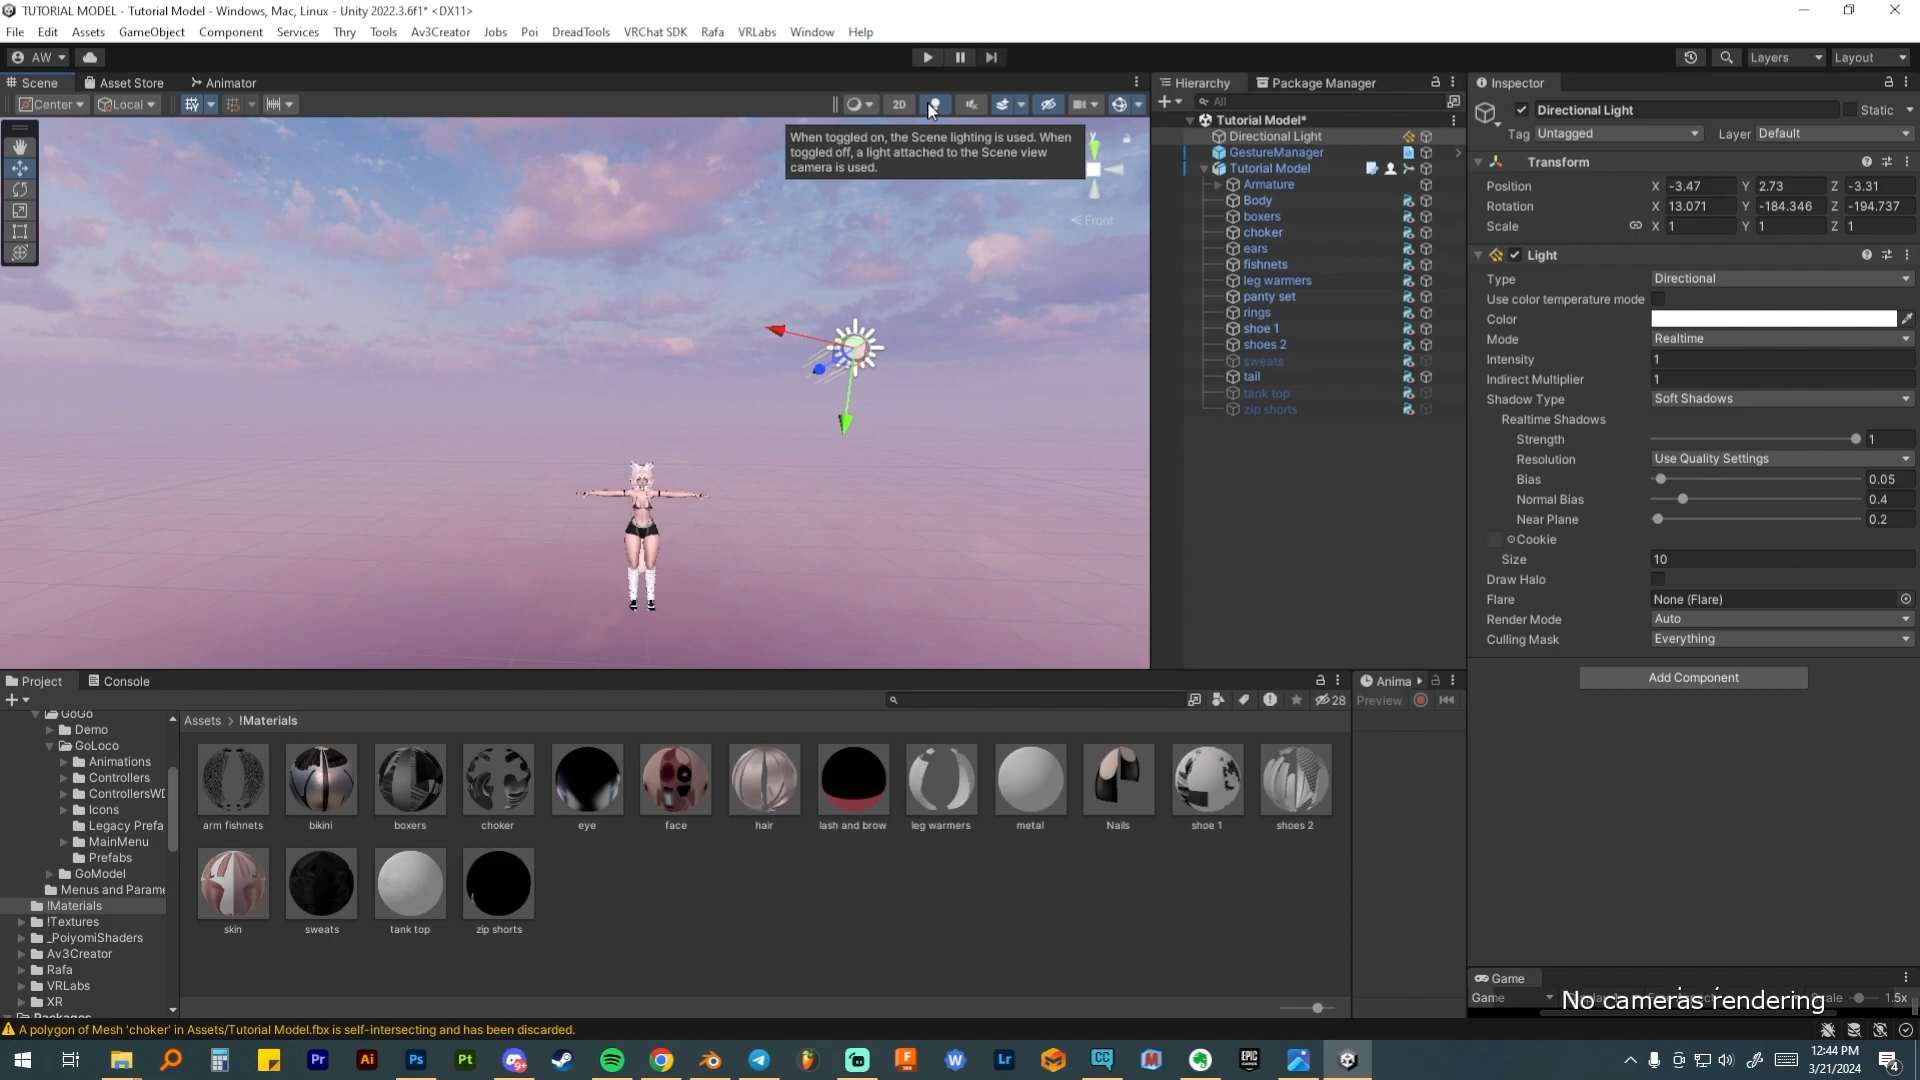 TUTORIAL MODEL - Tutorial Model - Windows, Mac, Linux - Unity 2022.3.6f1* <DX11>
File Edit Assets GameObject Component Services Thry Tools Av3Creator Jobs Poi DreadTools VRChat SDK Rafa VRLabs Window Help
AW Layers Layout
Scene Asset Store Animator Hierarchy Package Manager Inspector
Center Local 2D All
Directional Light Static
Tag Untagged Layer Default
When toggled on, the Scene lighting is used. When
toggled off, a light attached to the Scene view
camera is used.
y
Front
Tutorial Model*
Directional Light
GestureManager
Tutorial Model
Armature
Body
boxers
choker
ears
fishnets
leg warmers
panty set
rings
shoe 1
shoes 2
sweats
tail
tank top
zip shorts
Transform
Position X -3.47 Y 2.73 Z -3.31
Rotation X 13.071 Y -184.346 Z -194.737
Scale X 1 Y 1 Z 1
Light
Type Directional
Use color temperature mode
Color
Mode Realtime
Intensity 1
Indirect Multiplier 1
Shadow Type Soft Shadows
Realtime Shadows
Strength 1
Resolution Use Quality Settings
Bias 0.05
Normal Bias 0.4
Near Plane 0.2
Cookie
Size 10
Draw Halo
Flare None (Flare)
Render Mode Auto
Culling Mask Everything
Add Component
Project Console Anima
28 Preview
Assets > !Materials
GoGo
Demo
GoLoco
Animations
Controllers
ControllersWD
Icons
Legacy Prefa
MainMenu
Prefabs
GoModel
Menus and Parame
!Materials
!Textures
_PoiyomiShaders
Av3Creator
Rafa
VRLabs
XR
Packages
arm fishnets bikini boxers choker eye face hair lash and brow leg warmers metal Nails shoe 1 shoes 2
skin sweats tank top zip shorts
Game
Game 1.5x
No cameras rendering
A polygon of Mesh 'choker' in Assets/Tutorial Model.fbx is self-intersecting and has been discarded.
Pr Ai Ps Pt 9+ F W Lr CC M EPIC GAMES
12:44 PM
3/21/2024
4